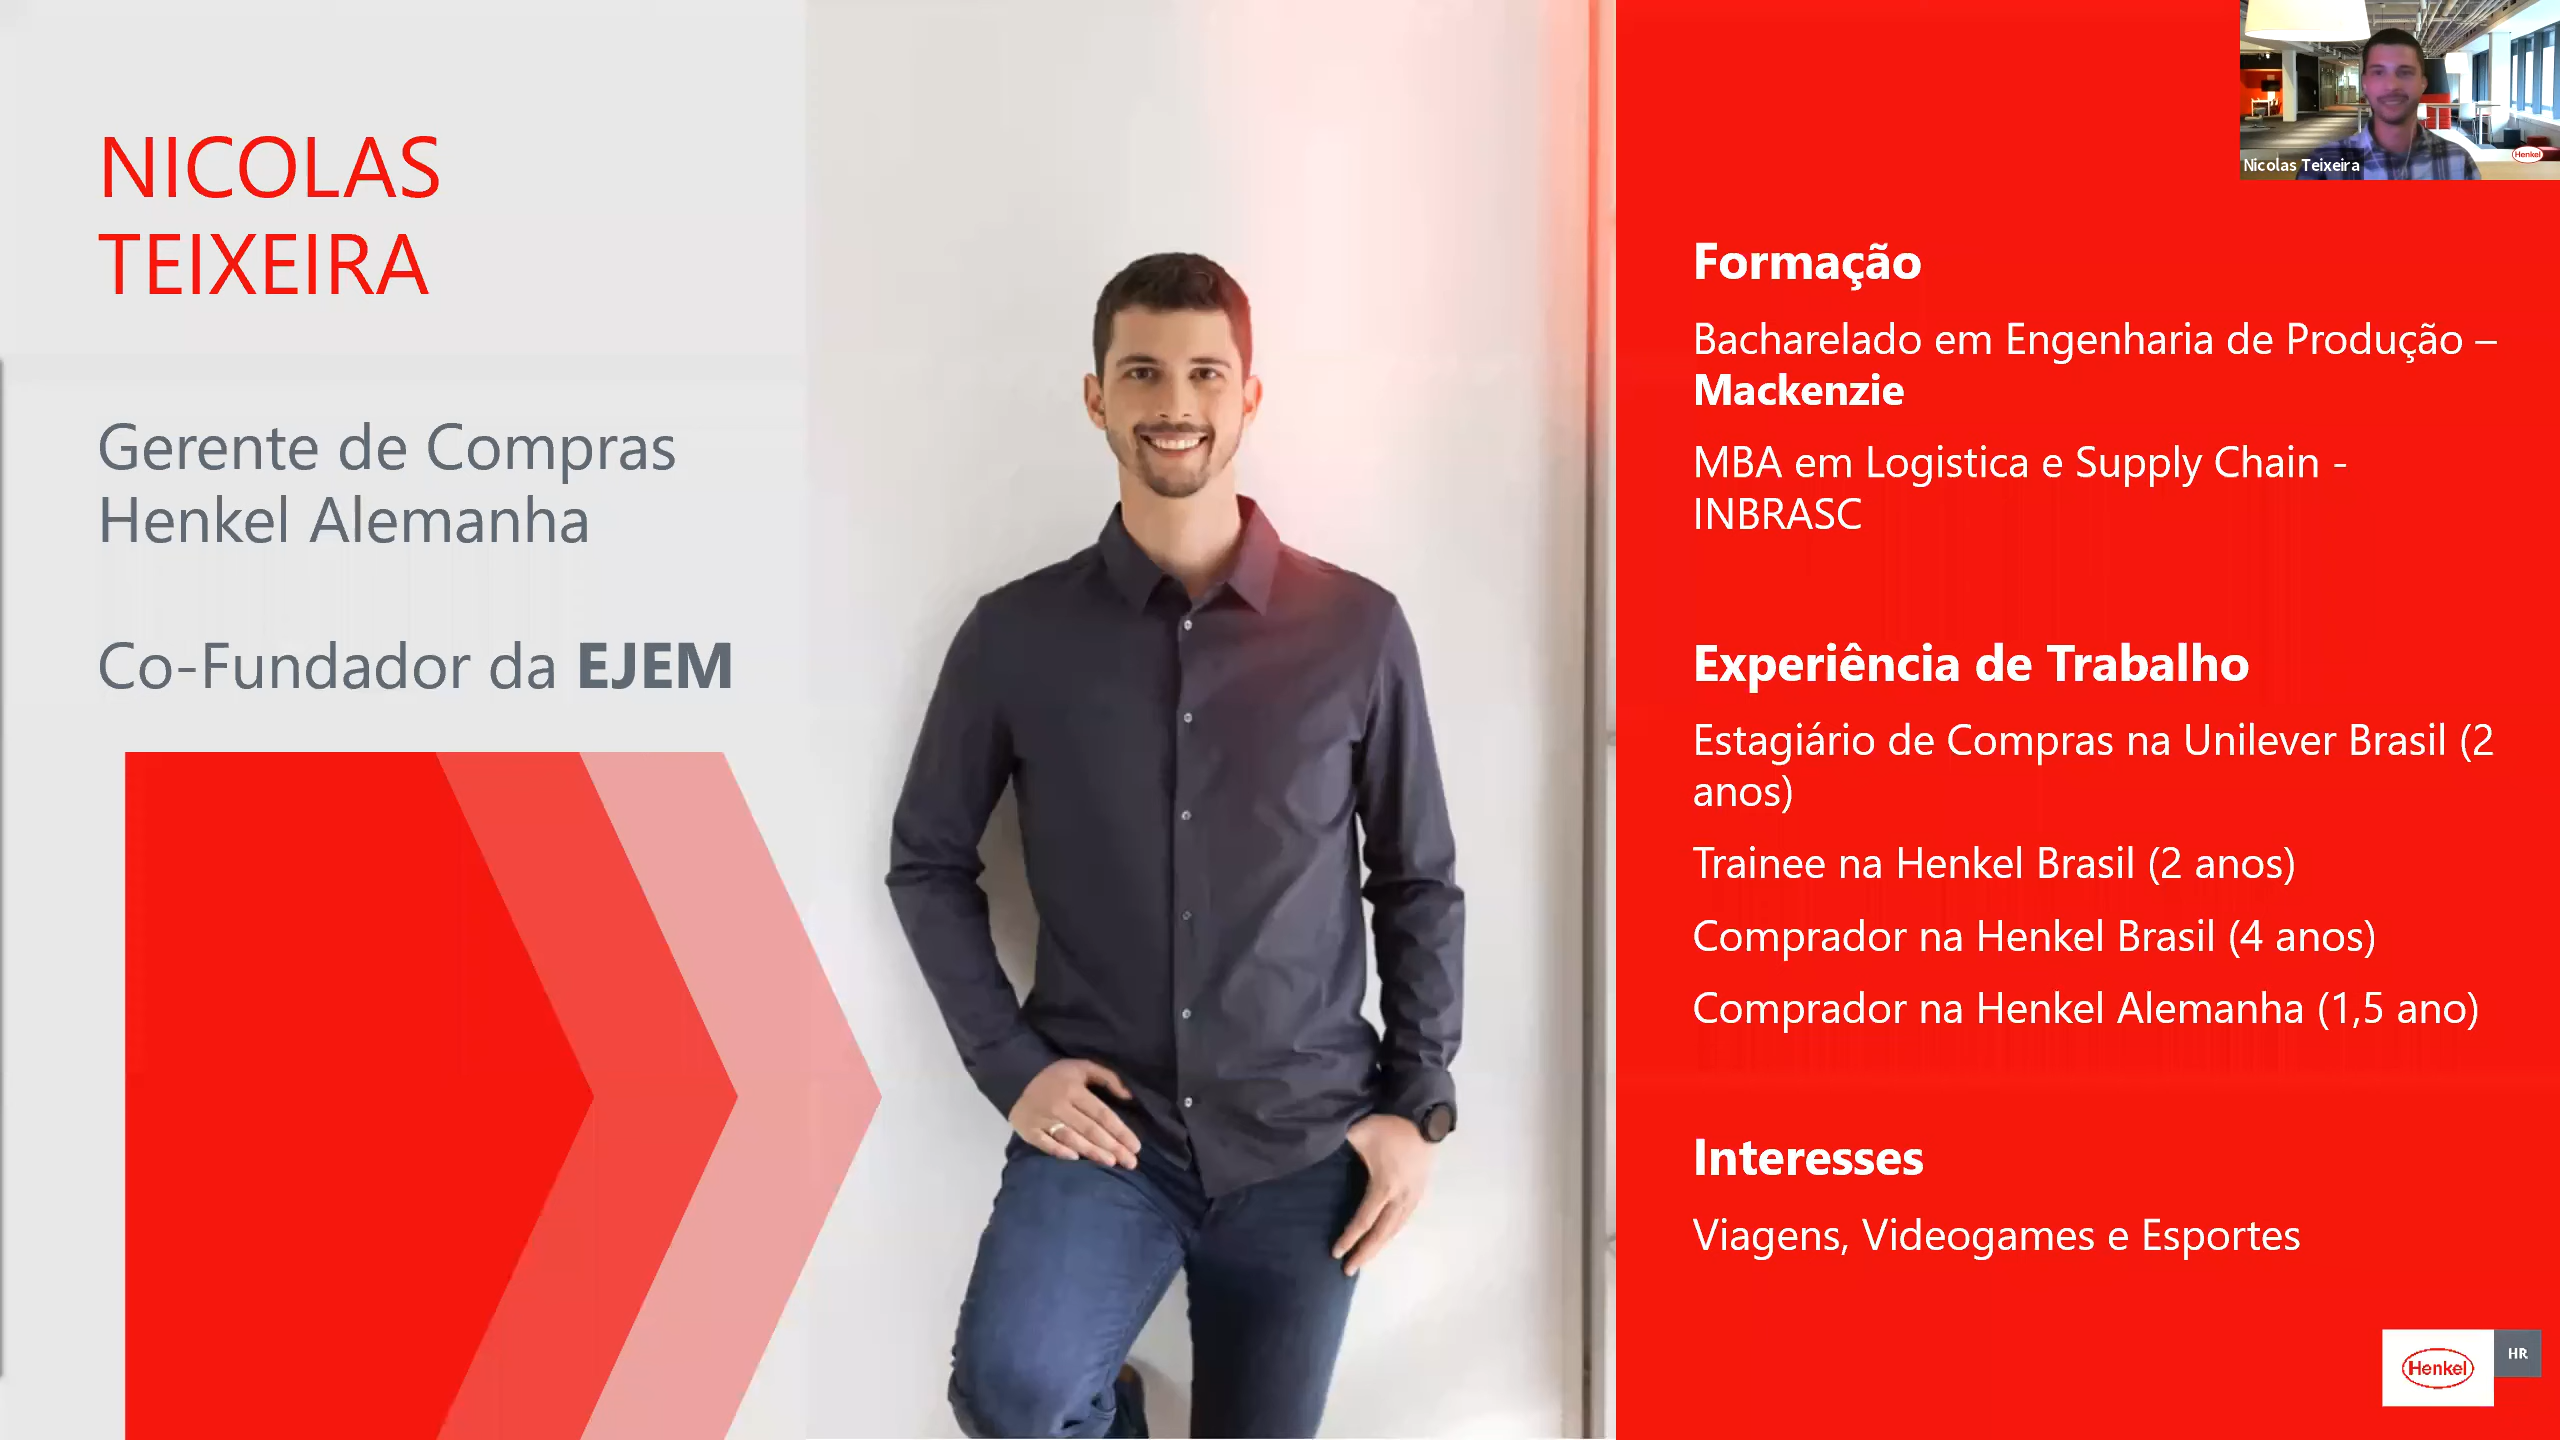 NICOLAS
TEIXEIRA
Gerente de Compras
Henkel Alemanha
Co-Fundador da EJEM
Nicolas Teixeira
Henkel
Formação
Bacharelado em Engenharia de Produção –
Mackenzie
MBA em Logistica e Supply Chain -
INBRASC
Experiência de Trabalho
Estagiário de Compras na Unilever Brasil (2
anos)
Trainee na Henkel Brasil (2 anos)
Comprador na Henkel Brasil (4 anos)
Comprador na Henkel Alemanha (1,5 ano)
Interesses
Viagens, Videogames e Esportes
Henkel
HR